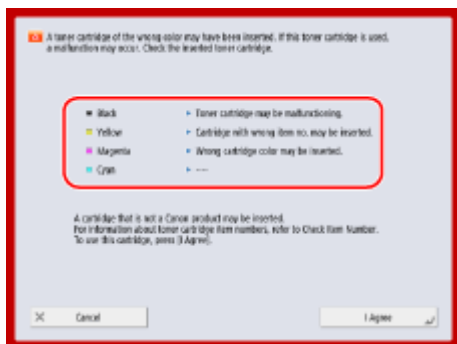 A toner cartridge of the wrong color may have been inserted. If this toner cartridge is used,
a malfunction may occur. Check the inserted toner cartridge.
Black ▸ Toner cartridge may be malfunctioning.
Yellow ▸ Cartridge with wrong item no. may be inserted.
Magenta ▸ Wrong cartridge color may be inserted.
Cyan ▸ ----
A cartridge that is not a Canon product may be inserted.
For information about toner cartridge item numbers, refer to Check Item Number.
To use this cartridge, press [I Agree].
Cancel
I Agree